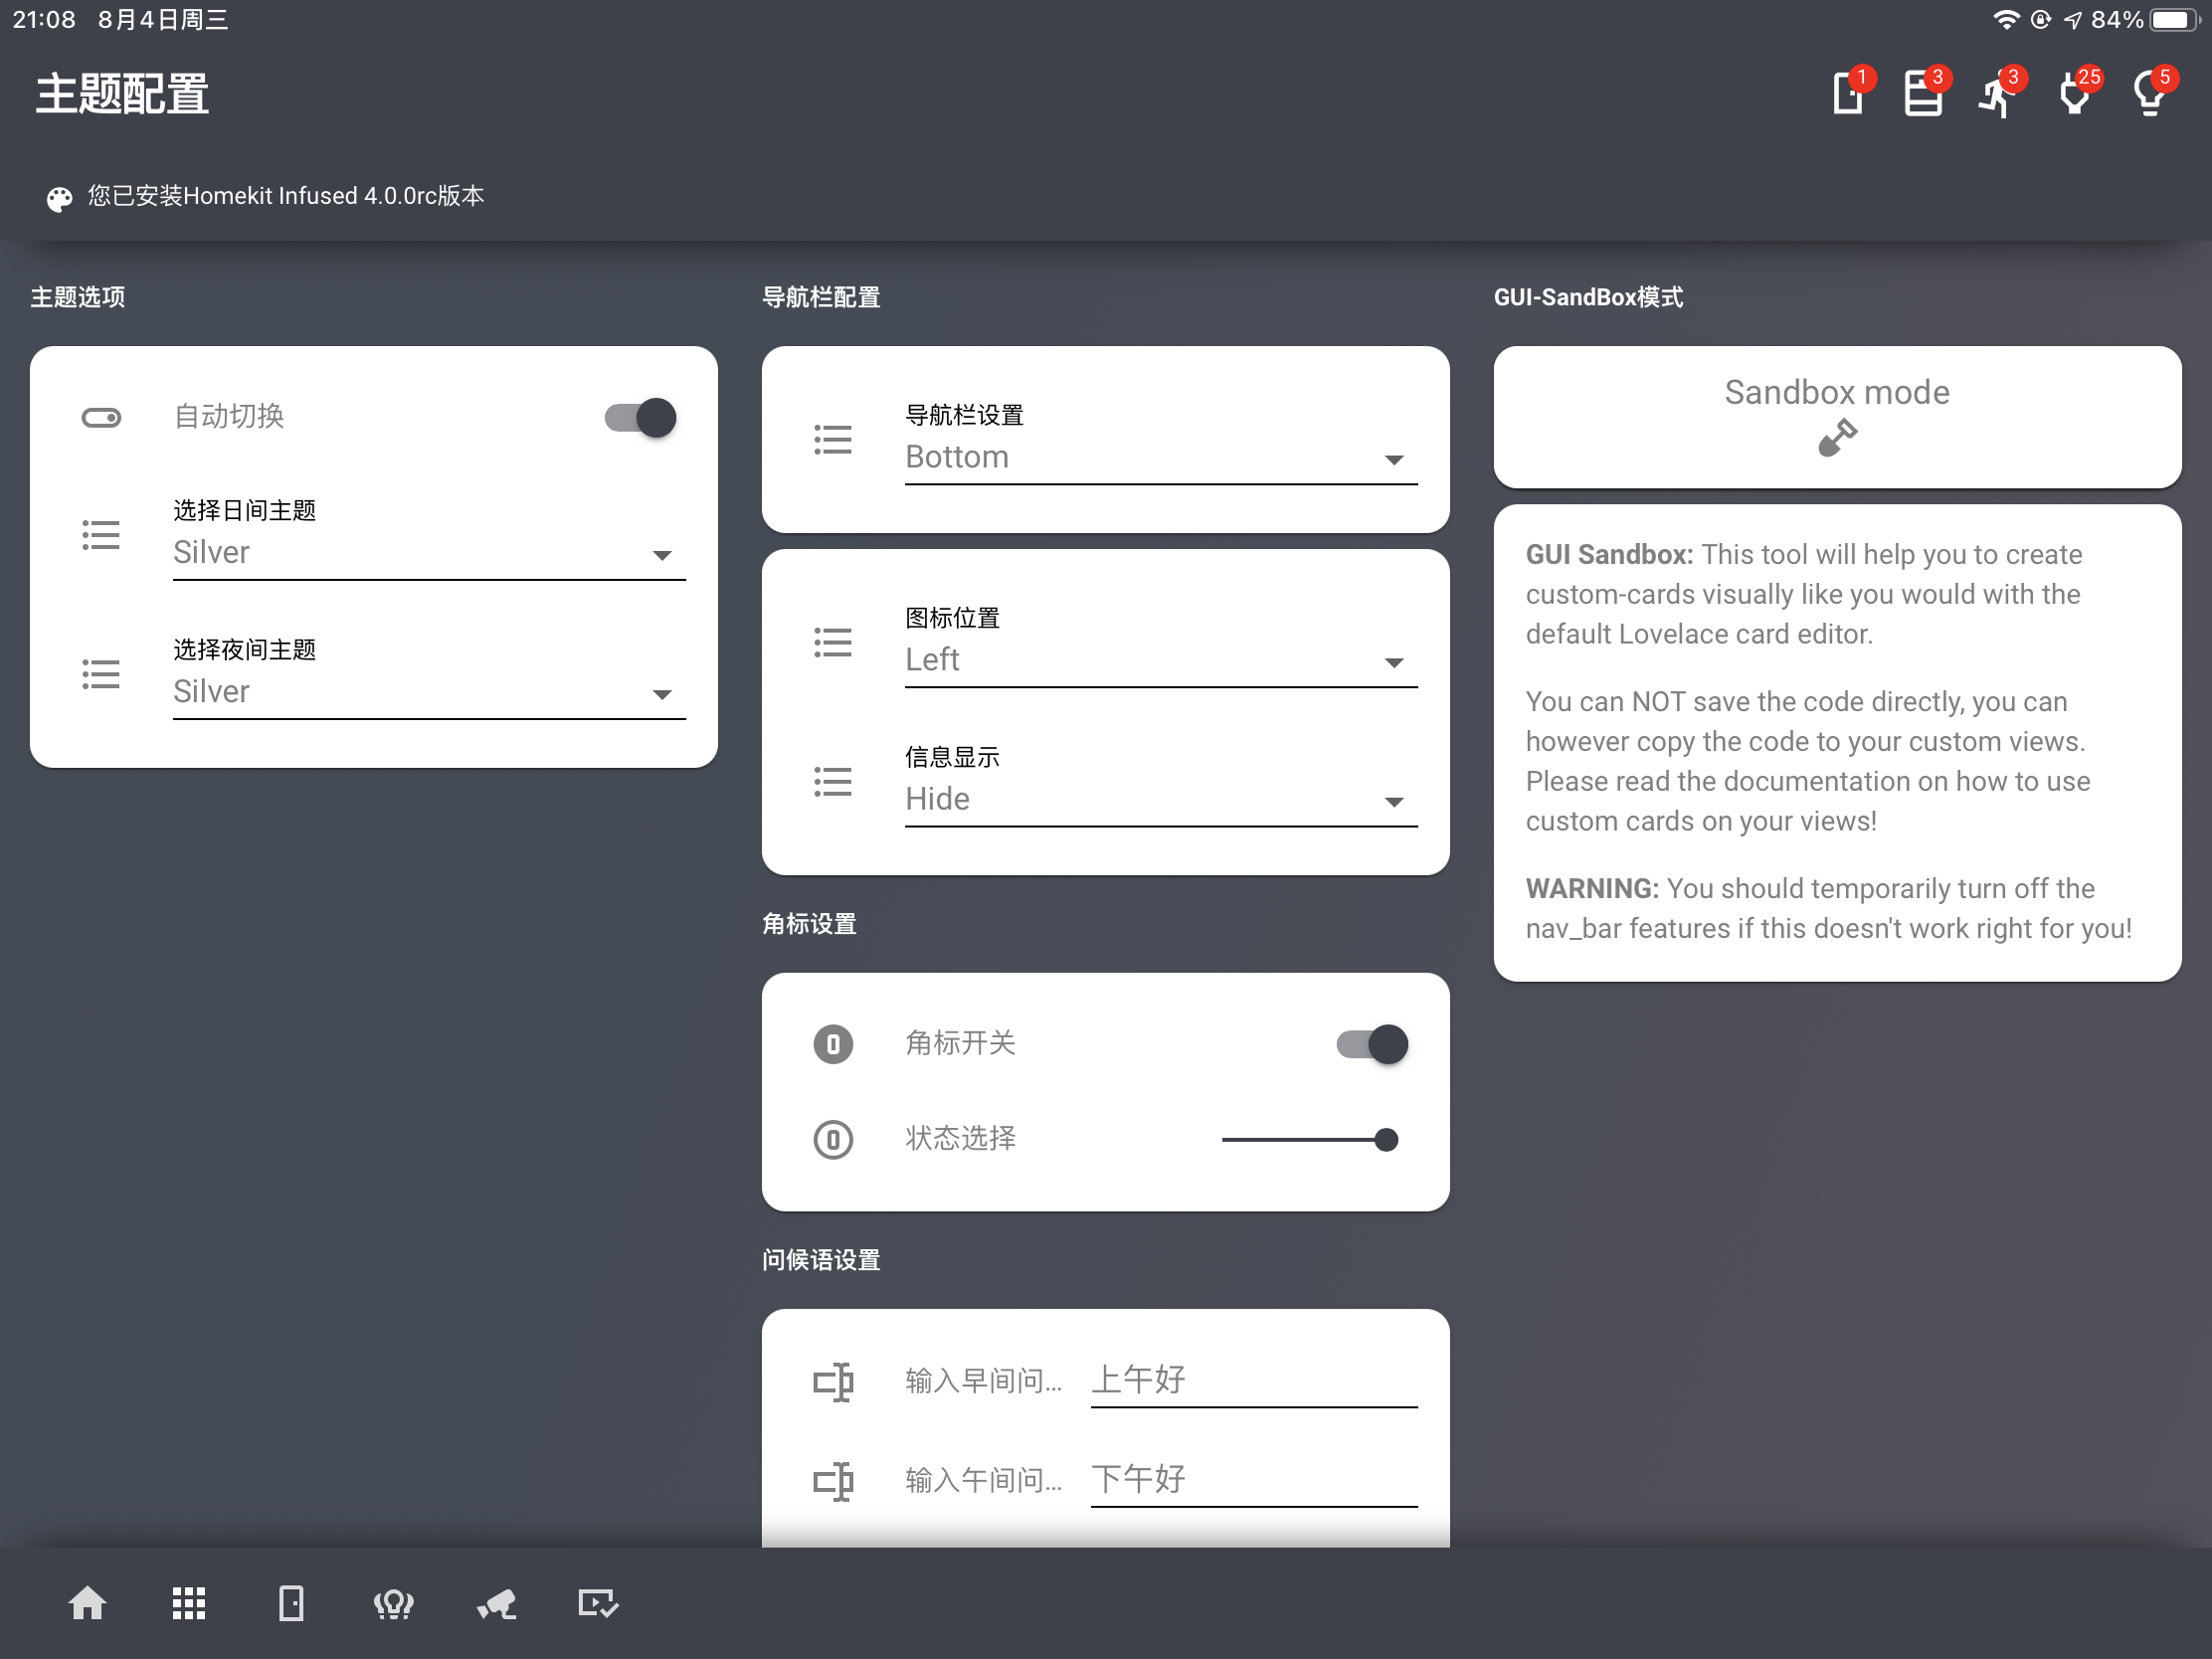 21:08 8月4日周三
84%
主题配置
1 3 3 25 5
您已安装Homekit Infused 4.0.0rc版本
主题选项
自动切换
选择日间主题
Silver
选择夜间主题
Silver
导航栏配置
导航栏设置
Bottom
图标位置
Left
信息显示
Hide
角标设置
角标开关
状态选择
问候语设置
输入早间问... 上午好
输入午间问... 下午好
GUI-SandBox模式
Sandbox mode
GUI Sandbox: This tool will help you to create
custom-cards visually like you would with the
default Lovelace card editor.
You can NOT save the code directly, you can
however copy the code to your custom views.
Please read the documentation on how to use
custom cards on your views!
WARNING: You should temporarily turn off the
nav_bar features if this doesn't work right for you!